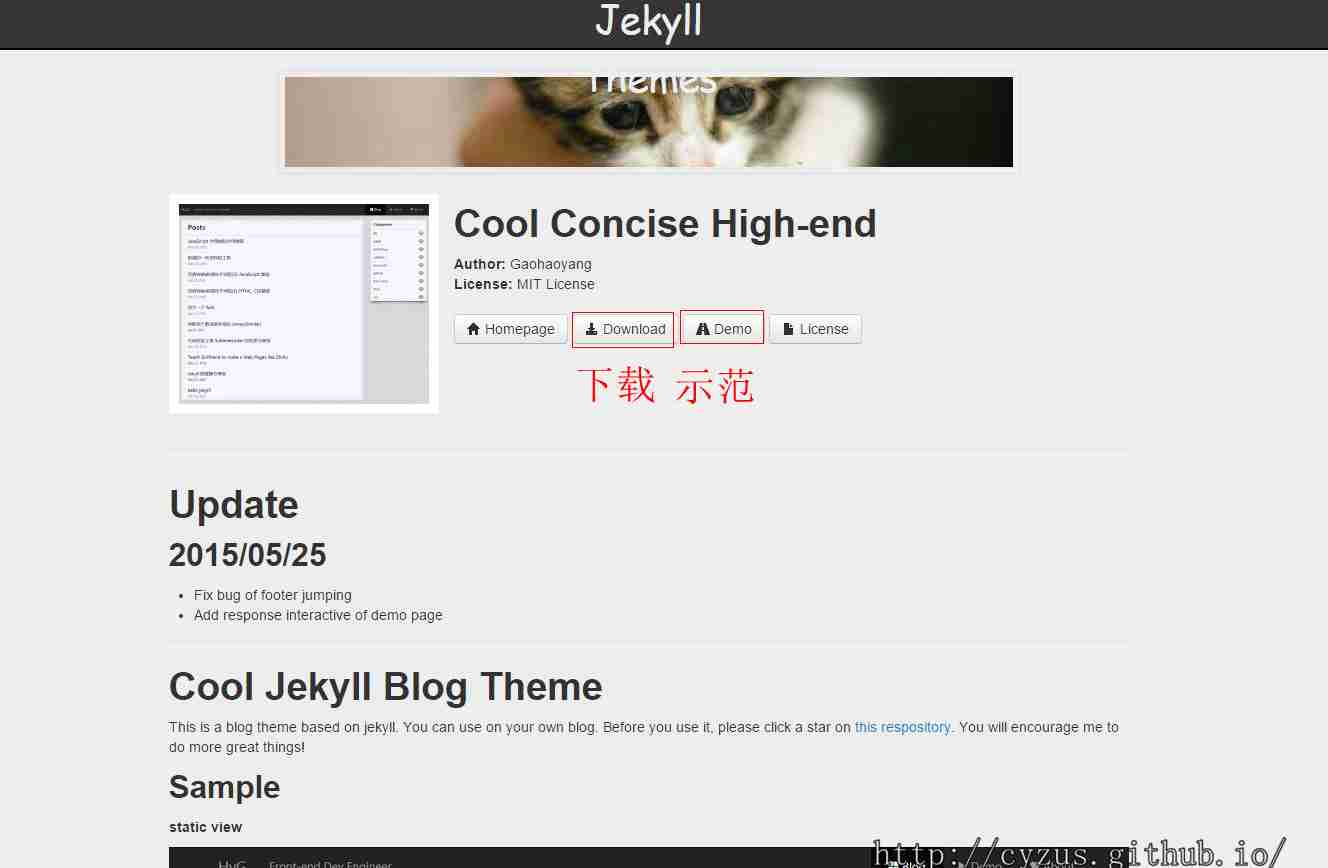 Jekyll
Themes
Cool Concise High-end
Author: Gaohaoyang
License: MIT License
Homepage Download Demo License
下载 示范
Posts
Update
2015/05/25
Fix bug of footer jumping
Add response interactive of demo page
Cool Jekyll Blog Theme
This is a blog theme based on jekyll. You can use on your own blog. Before you use it, please click a star on this respository. You will encourage me to
do more great things!
Sample
static view
HyG Front-end Dev Engineer Blog Demo About
http://cyzus.github.io/